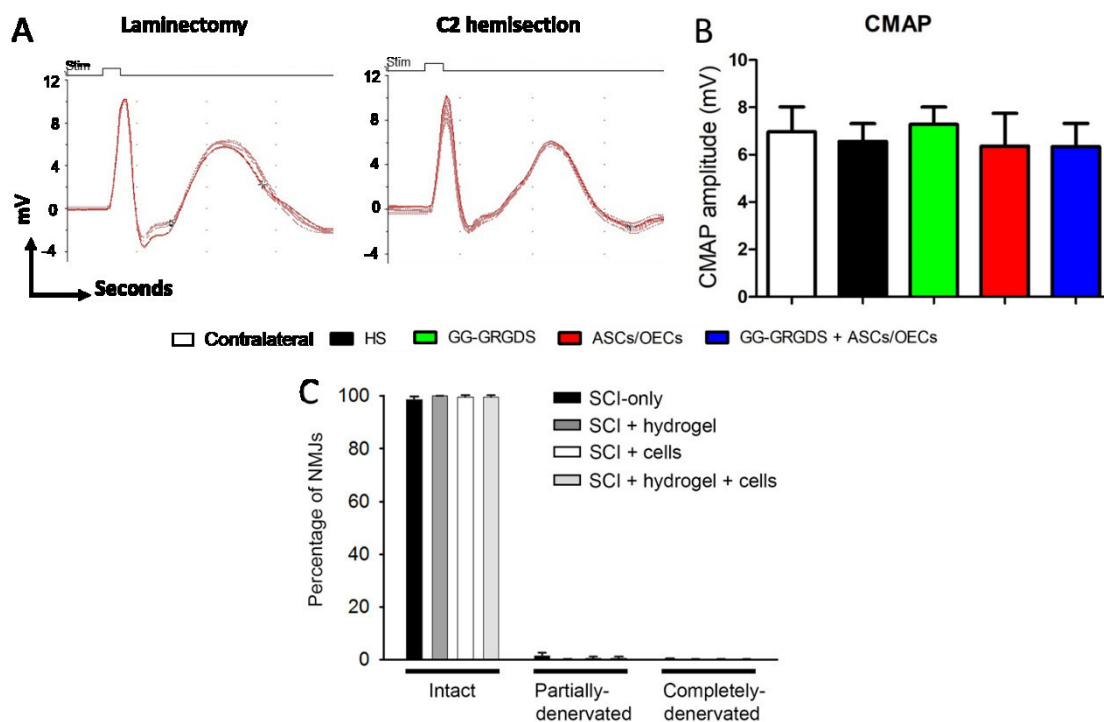 A
Laminectomy
C2 hemisection
Stim
12
8
4
0
-4
mV
Seconds
Stim
12
8
4
0
-4
B
CMAP
CMAP amplitude (mV)
8
6
4
2
0
Contralateral HS GG-GRGDS ASCs/OECs GG-GRGDS + ASCs/OECs
C
Percentage of NMJs
100
80
60
40
20
0
SCI-only
SCI + hydrogel
SCI + cells
SCI + hydrogel + cells
Intact
Partially-
denervated
Completely-
denervated